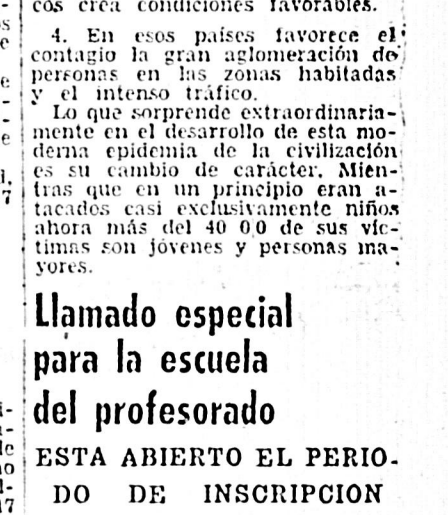 cos crea condiciones favorables.
4. En esos países favorece el
contagio la gran aglomeración de
personas en las zonas habitadas
y el intenso tráfico.
Lo que sorprende extraordinaria-
mente en el desarrollo de esta mo-
derna epidemia de la civilización
es su cambio de carácter. Mien-
tras que en un principio eran a-
tacados casi exclusivamente niños
ahora más del 40 0|0 de sus víc-
timas son jóvenes y personas ma-
yores.
Llamado especial
para la escuela
del profesorado
ESTA ABIERTO EL PERIO-
DO DE INSCRIPCION